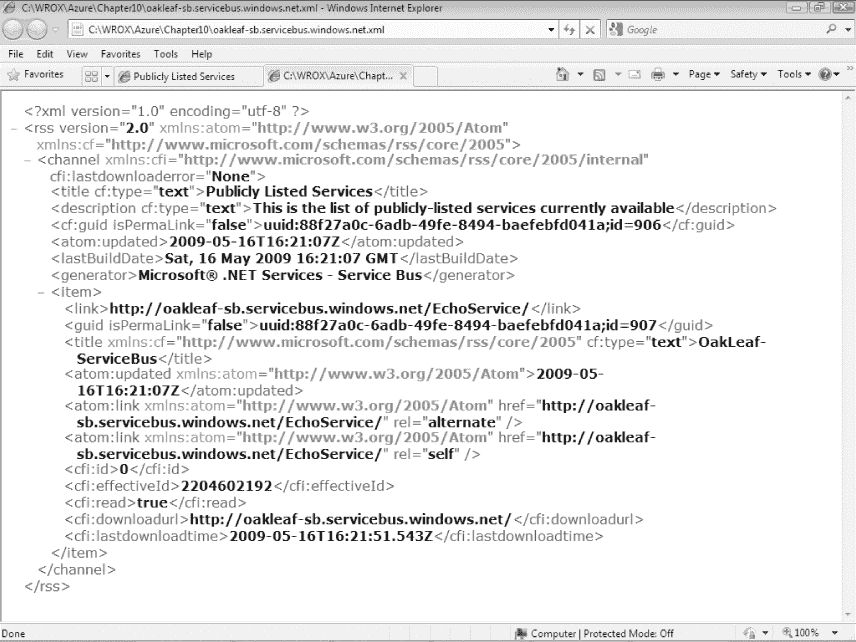 C:\WROX\Azure\Chapter10\oakleaf-sb.servicebus.windows.net.xml - Windows Internet Explorer
C:\WROX\Azure\Chapter10\oakleaf-sb.servicebus.windows.net.xml
Google
File Edit View Favorites Tools Help
Favorites Publicly Listed Services C:\WROX\Azure\Chapt... Page Safety Tools
<?xml version="1.0" encoding="utf-8" ?>
- <rss version="2.0" xmlns:atom="http://www.w3.org/2005/Atom"
xmlns:cf="http://www.microsoft.com/schemas/rss/core/2005">
- <channel xmlns:cfi="http://www.microsoft.com/schemas/rss/core/2005/internal"
cfi:lastdownloaderror="None">
<title cf:type="text">Publicly Listed Services</title>
<description cf:type="text">This is the list of publicly-listed services currently available</description>
<cf:guid isPermaLink="false">uuid:88f27a0c-6adb-49fe-8494-baefebfd041a;id=906</cf:guid>
<atom:updated>2009-05-16T16:21:07Z</atom:updated>
<lastBuildDate>Sat, 16 May 2009 16:21:07 GMT</lastBuildDate>
<generator>Microsoft® .NET Services - Service Bus</generator>
- <item>
<link>http://oakleaf-sb.servicebus.windows.net/EchoService/</link>
<guid isPermaLink="false">uuid:88f27a0c-6adb-49fe-8494-baefebfd041a;id=907</guid>
<title xmlns:cf="http://www.microsoft.com/schemas/rss/core/2005" cf:type="text">OakLeaf-
ServiceBus</title>
<atom:updated xmlns:atom="http://www.w3.org/2005/Atom">2009-05-
16T16:21:07Z</atom:updated>
<atom:link xmlns:atom="http://www.w3.org/2005/Atom" href="http://oakleaf-
sb.servicebus.windows.net/EchoService/" rel="alternate" />
<atom:link xmlns:atom="http://www.w3.org/2005/Atom" href="http://oakleaf-
sb.servicebus.windows.net/EchoService/" rel="self" />
<cfi:id>0</cfi:id>
<cfi:effectiveId>2204602192</cfi:effectiveId>
<cfi:read>true</cfi:read>
<cfi:downloadurl>http://oakleaf-sb.servicebus.windows.net/</cfi:downloadurl>
<cfi:lastdownloadtime>2009-05-16T16:21:51.543Z</cfi:lastdownloadtime>
</item>
</channel>
</rss>
Done Computer | Protected Mode: Off 100%